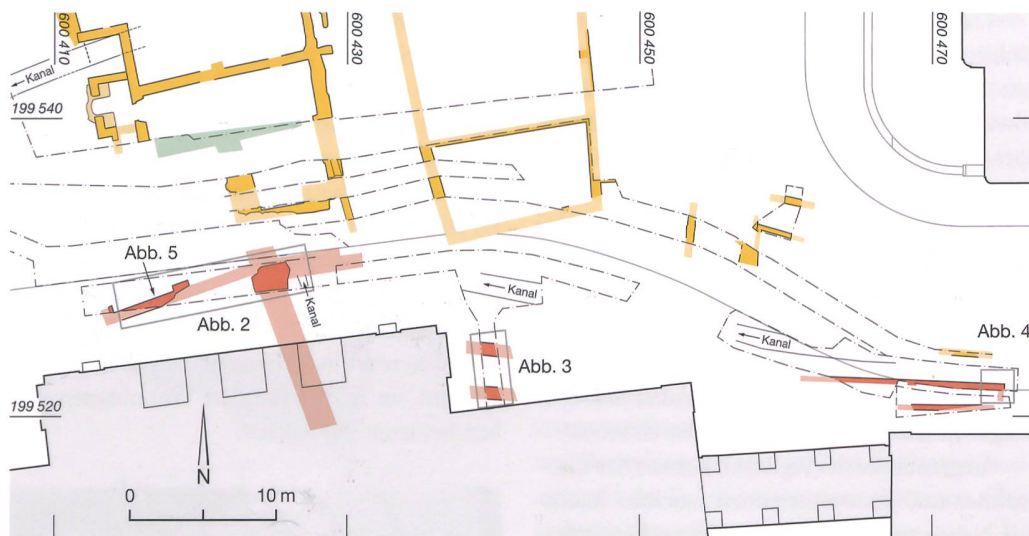 600 410
600 430
600 450
600 470
Kanal
199 540
Abb. 5
Abb. 2
Kanal
Kanal
Abb. 3
Kanal
Abb. 4
199 520
N
0
10 m